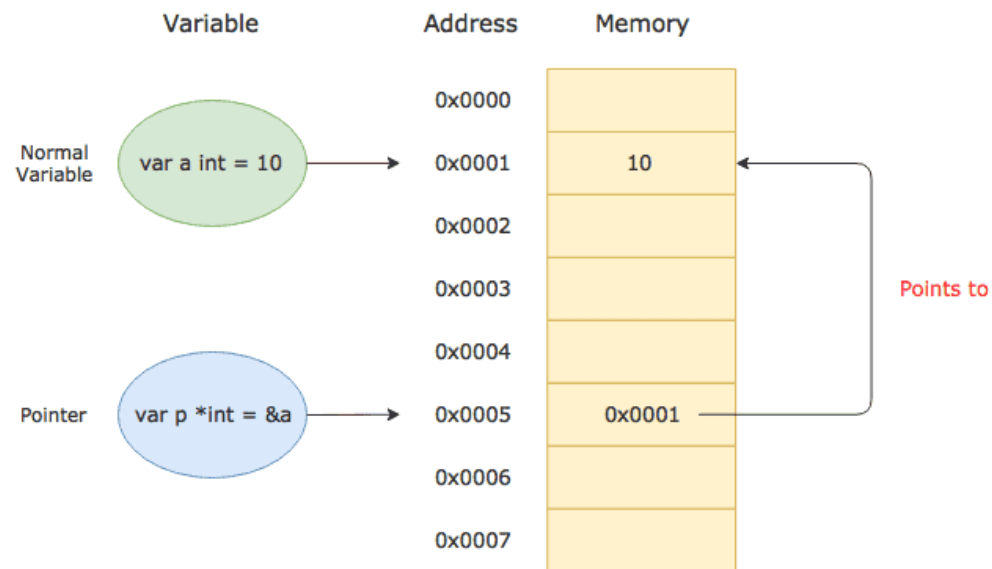 Variable Address Memory
0x0000
Normal
Variable
var a int = 10
0x0001
10
0x0002
0x0003
Points to
0x0004
Pointer
var p *int = &a
0x0005
0x0001
0x0006
0x0007